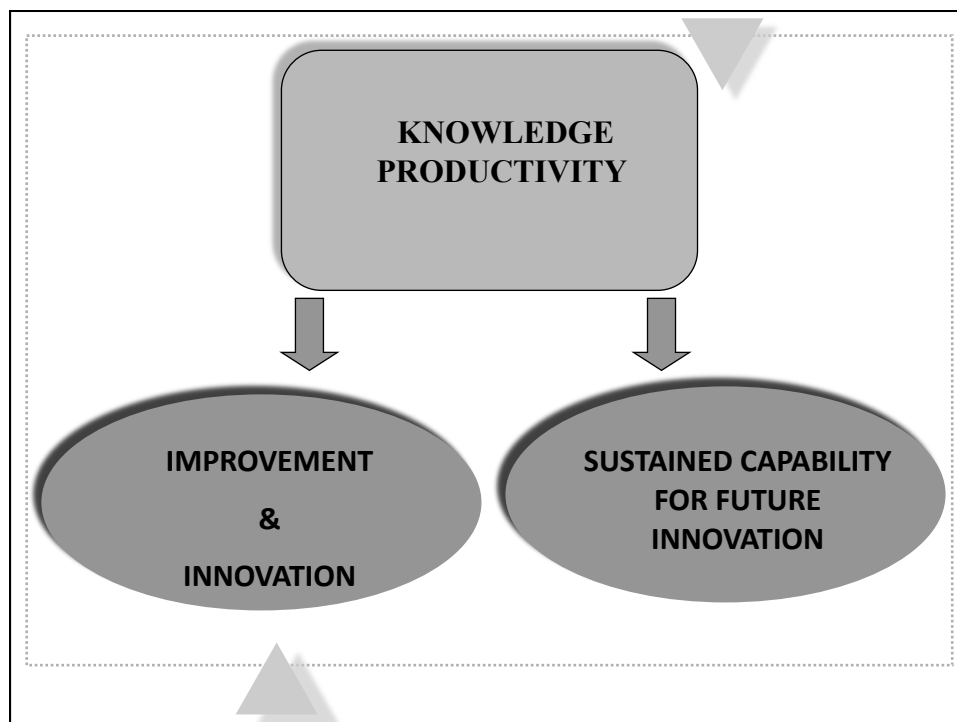 KNOWLEDGE
PRODUCTIVITY
IMPROVEMENT
&
INNOVATION
SUSTAINED CAPABILITY
FOR FUTURE
INNOVATION